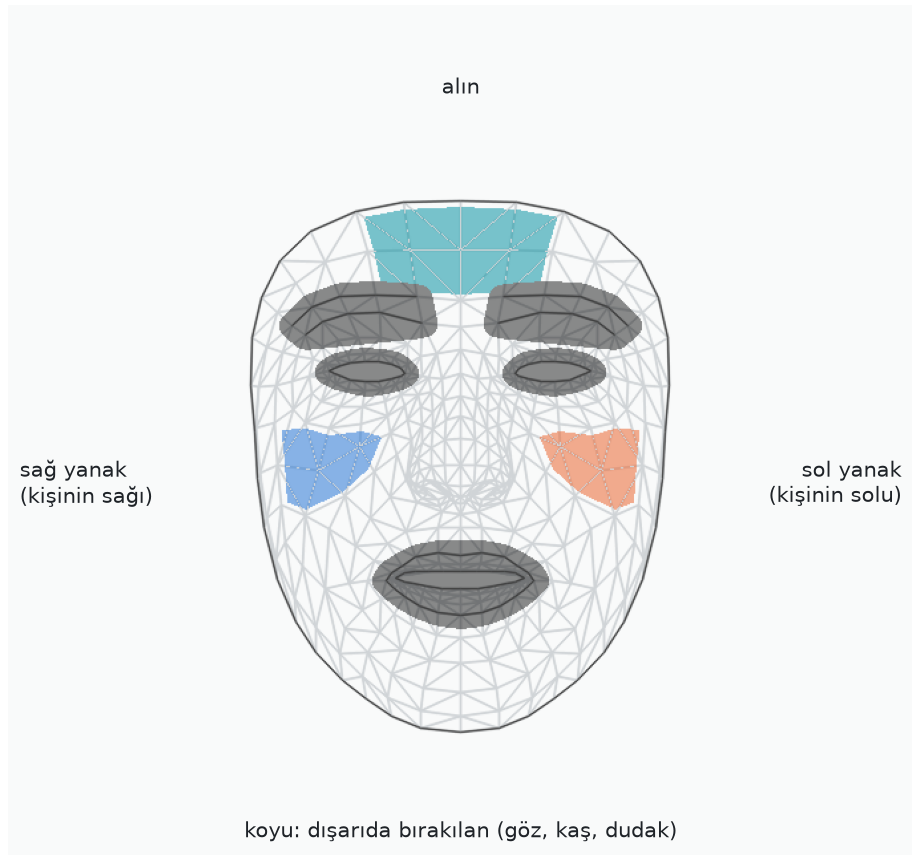 alın
sağ yanak
(kişinin sağı)
sol yanak
(kişinin solu)
koyu: dışarıda bırakılan (göz, kaş, dudak)